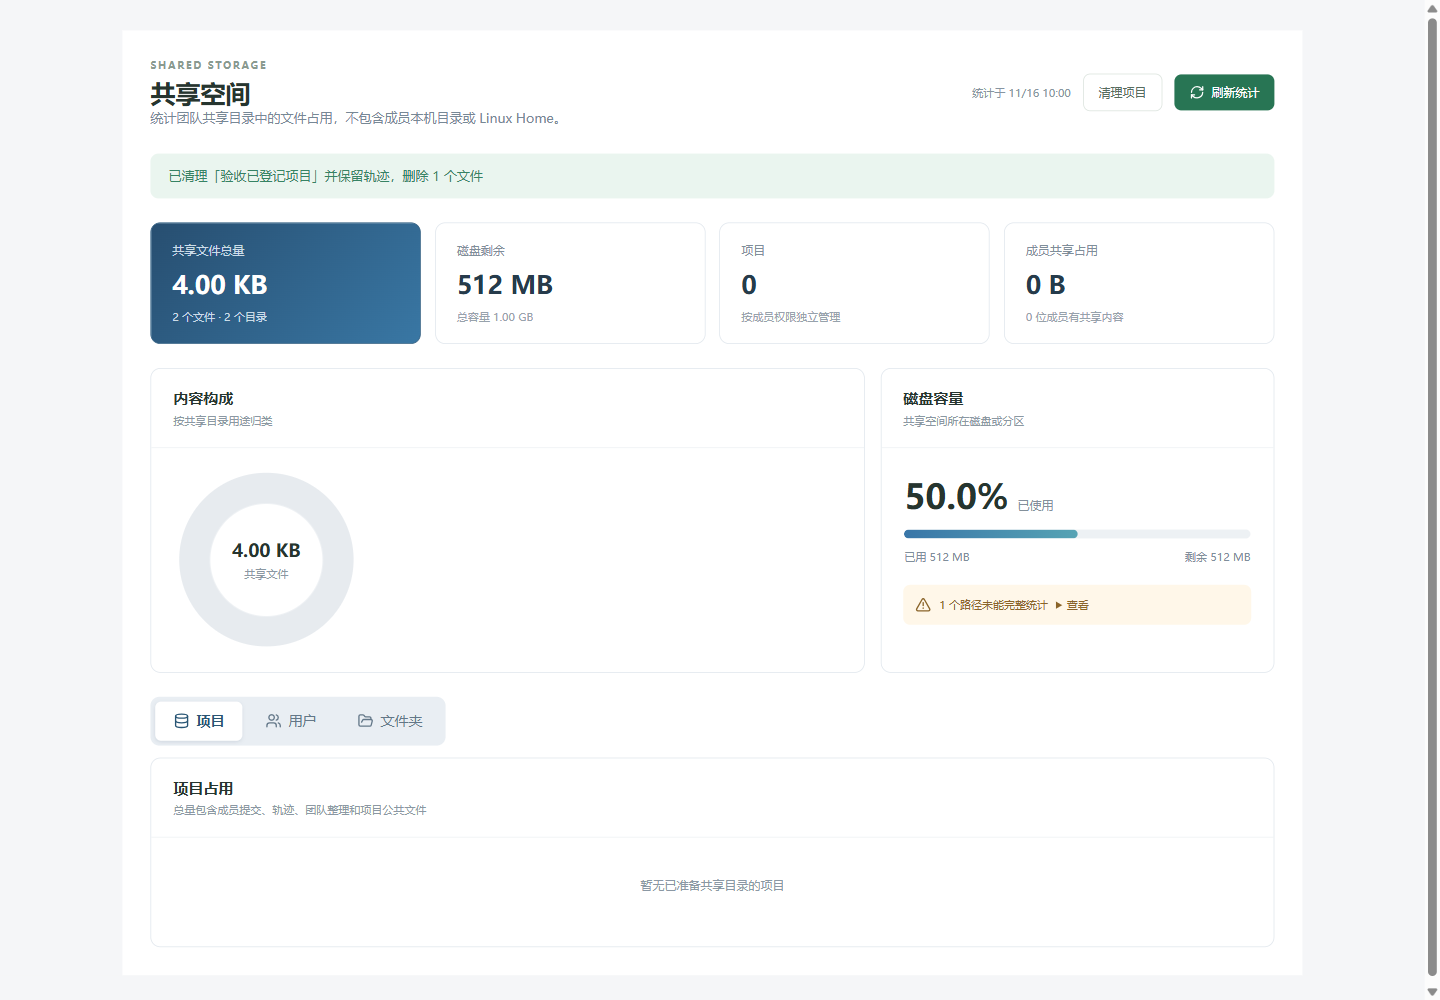 SHARED STORAGE
共享空间
统计团队共享目录中的文件占用，不包含成员本机目录或 Linux Home。
统计于 11/16 10:00
清理项目
刷新统计
已清理「验收已登记项目」并保留轨迹，删除 1 个文件
共享文件总量
4.00 KB
2 个文件 · 2 个目录
磁盘剩余
512 MB
总容量 1.00 GB
项目
0
按成员权限独立管理
成员共享占用
0 B
0 位成员有共享内容
内容构成
按共享目录用途归类
4.00 KB
共享文件
磁盘容量
共享空间所在磁盘或分区
50.0% 已使用
已用 512 MB
剩余 512 MB
1 个路径未能完整统计 ▶ 查看
项目
用户
文件夹
项目占用
总量包含成员提交、轨迹、团队整理和项目公共文件
暂无已准备共享目录的项目